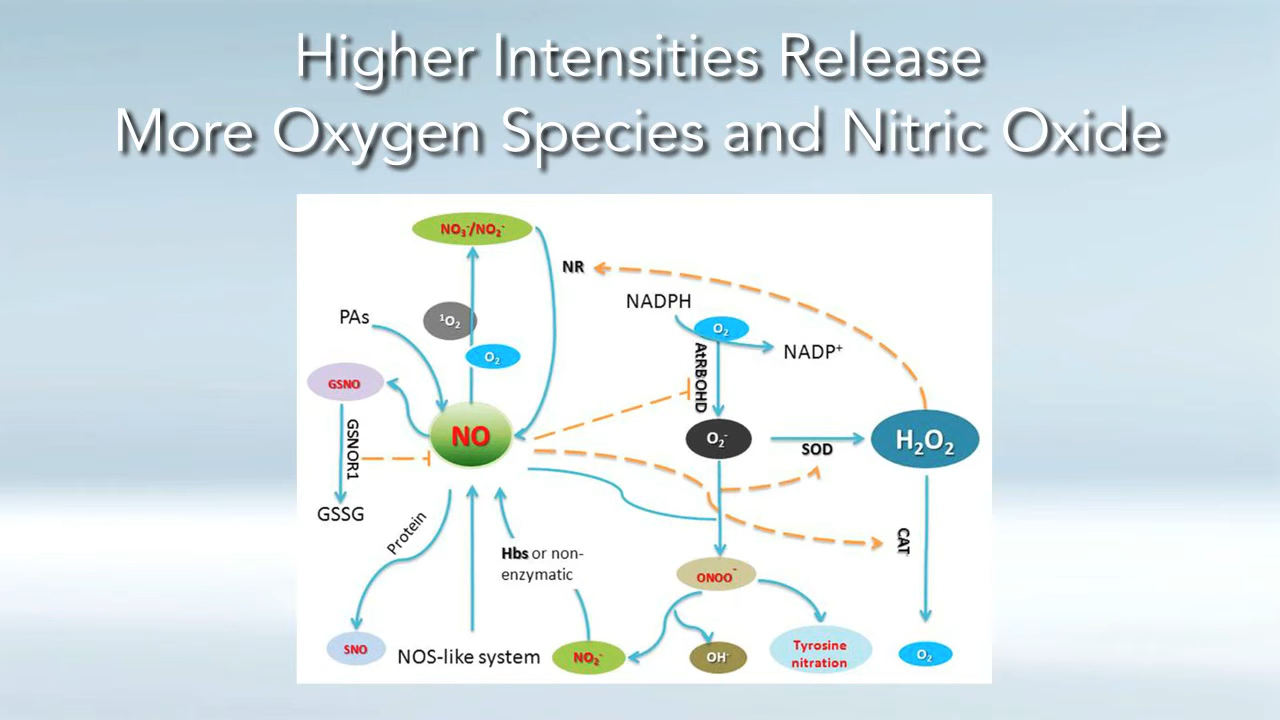 Higher Intensities Release
More Oxygen Species and Nitric Oxide
NO₃⁻/NO₂⁻
NR
NADPH
PAs
¹O₂
O₂
O₂
NADP⁺
GSNO
AtRBOHD
GSNOR1
NO
O₂⁻
SOD
H₂O₂
GSSG
Protein
Hbs or non-
enzymatic
CAT
ONOO⁻
SNO
NOS-like system
NO₂⁻
OH⁻
Tyrosine
nitration
O₂